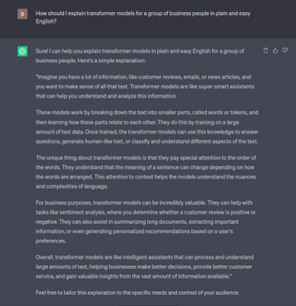 How should I explain transformer models for a group of business people in plain and easy
English?
Sure! I can help you explain transformer models in plain and easy English for a group of
business people. Here's a simple explanation:
"Imagine you have a lot of information, like customer reviews, emails, or news articles, and
you want to make sense of all that text. Transformer models are like super-smart assistants
that can help you understand and analyze this information.
These models work by breaking down the text into smaller parts, called words or tokens, and
then learning how these parts relate to each other. They do this by training on a large
amount of text data. Once trained, the transformer models can use this knowledge to answer
questions, generate human-like text, or classify and understand different aspects of the text.
The unique thing about transformer models is that they pay special attention to the order of
the words. They understand that the meaning of a sentence can change depending on how
the words are arranged. This attention to context helps the models understand the nuances
and complexities of language.
For business purposes, transformer models can be incredibly valuable. They can help with
tasks like sentiment analysis, where you determine whether a customer review is positive or
negative. They can also assist in summarizing long documents, extracting important
information, or even generating personalized recommendations based on a user's
preferences.
Overall, transformer models are like intelligent assistants that can process and understand
large amounts of text, helping businesses make better decisions, provide better customer
service, and gain valuable insights from the vast amount of information available."
Feel free to tailor this explanation to the specific needs and context of your audience.